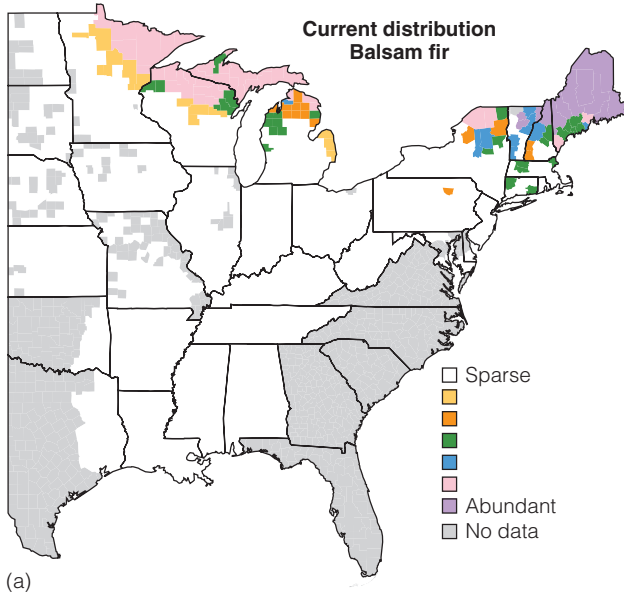 Current distribution
Balsam fir
Sparse
Abundant
No data
(a)